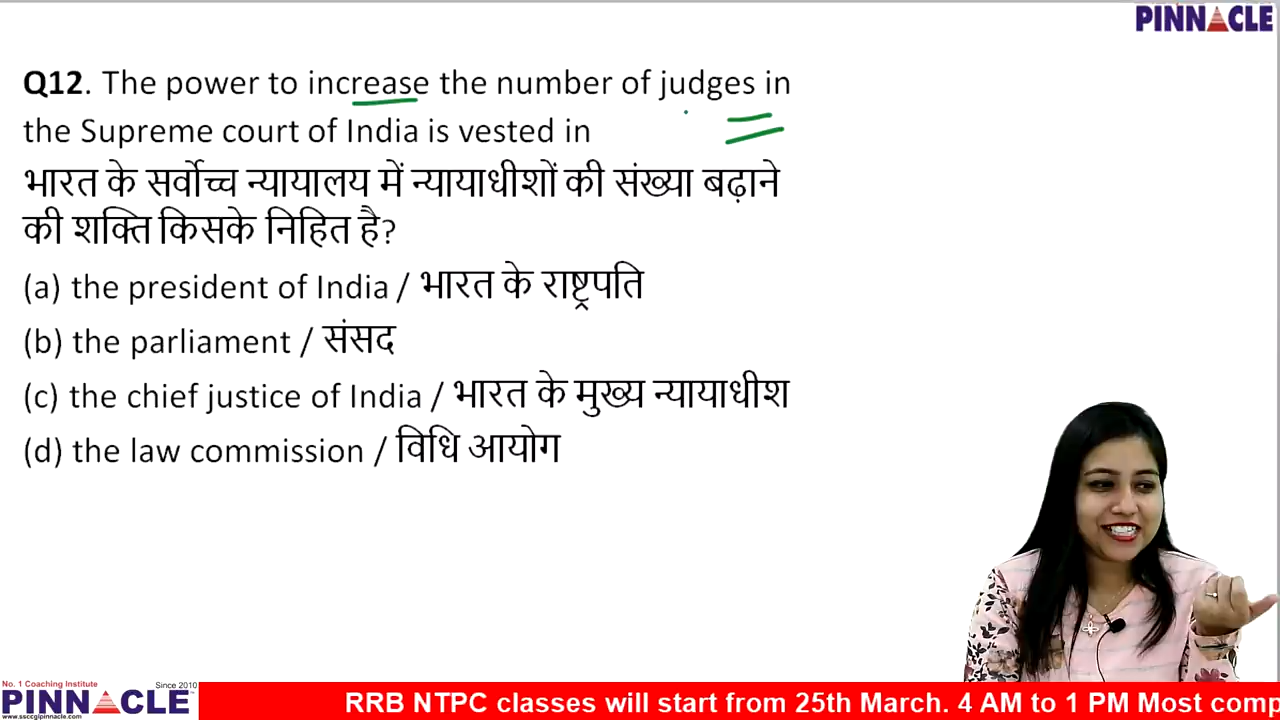 PINNACLE
Q12. The power to increase the number of judges in
the Supreme court of India is vested in
भारत के सर्वोच्च न्यायालय में न्यायाधीशों की संख्या बढ़ाने
की शक्ति किसके निहित है?
(a) the president of India / भारत के राष्ट्रपति
(b) the parliament / संसद
(c) the chief justice of India / भारत के मुख्य न्यायाधीश
(d) the law commission / विधि आयोग
No. 1 Coaching Institute Since 2010
PINNACLE
www.ssccglpinnacle.com
RRB NTPC classes will start from 25th March. 4 AM to 1 PM Most comp